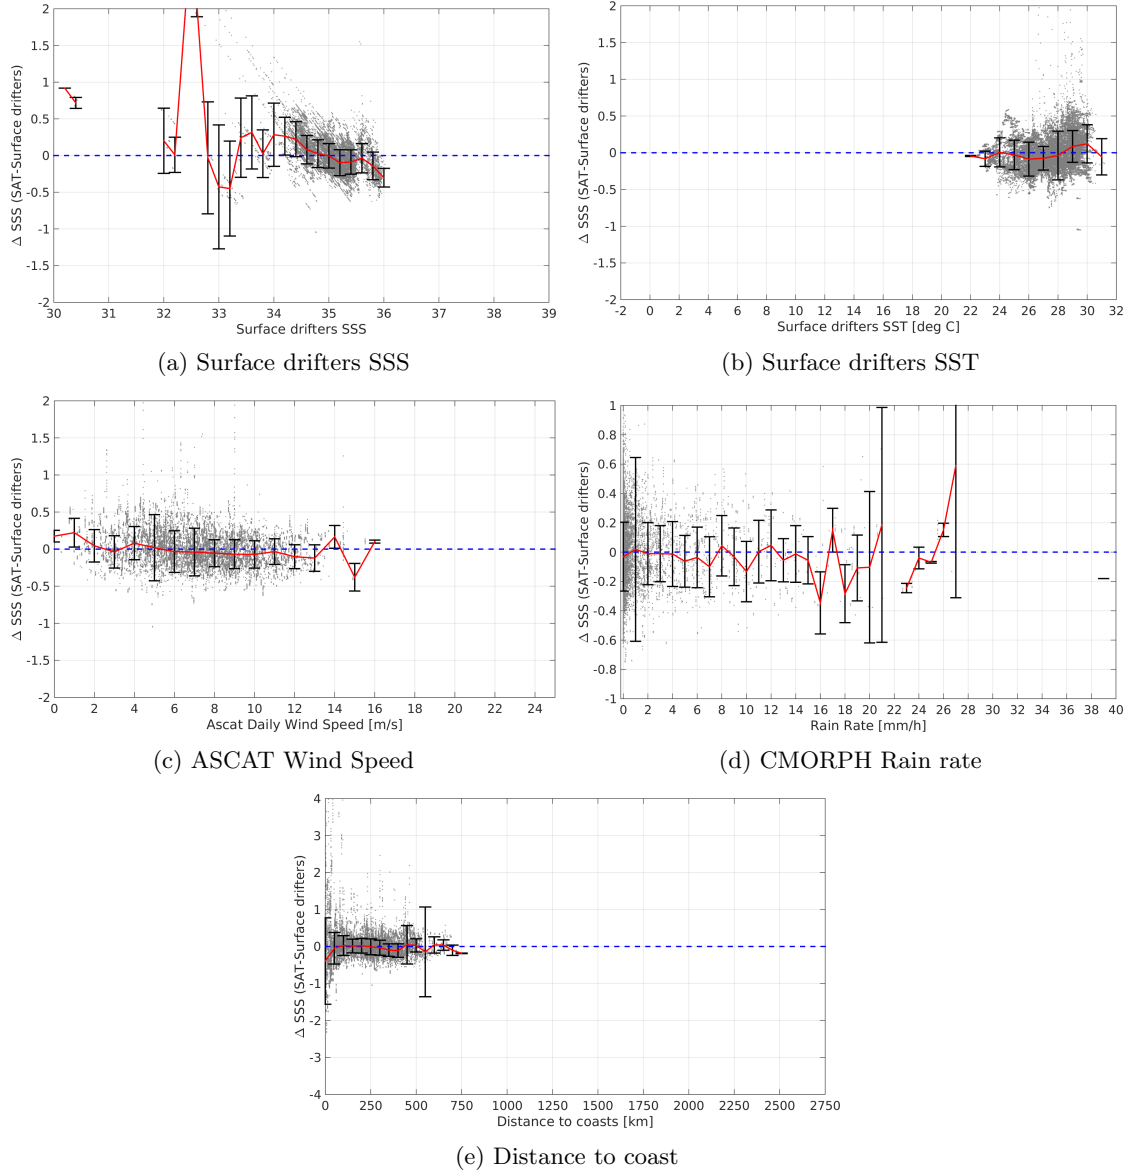 2
1.5
1
0.5
0
-0.5
-1
-1.5
-2
Δ SSS (SAT-Surface drifters)
30 31 32 33 34 35 36 37 38 39
Surface drifters SSS
(a) Surface drifters SSS
2
1.5
1
0.5
0
-0.5
-1
-1.5
-2
Δ SSS (SAT-Surface drifters)
-2 0 2 4 6 8 10 12 14 16 18 20 22 24 26 28 30 32
Surface drifters SST [deg C]
(b) Surface drifters SST
2
1.5
1
0.5
0
-0.5
-1
-1.5
-2
Δ SSS (SAT-Surface drifters)
0 2 4 6 8 10 12 14 16 18 20 22 24
Ascat Daily Wind Speed [m/s]
(c) ASCAT Wind Speed
1
0.8
0.6
0.4
0.2
0
-0.2
-0.4
-0.6
-0.8
-1
Δ SSS (SAT-Surface drifters)
0 2 4 6 8 10 12 14 16 18 20 22 24 26 28 30 32 34 36 38 40
Rain Rate [mm/h]
(d) CMORPH Rain rate
4
3
2
1
0
-1
-2
-3
-4
Δ SSS (SAT-Surface drifters)
0 250 500 750 1000 1250 1500 1750 2000 2250 2500 2750
Distance to coasts [km]
(e) Distance to coast